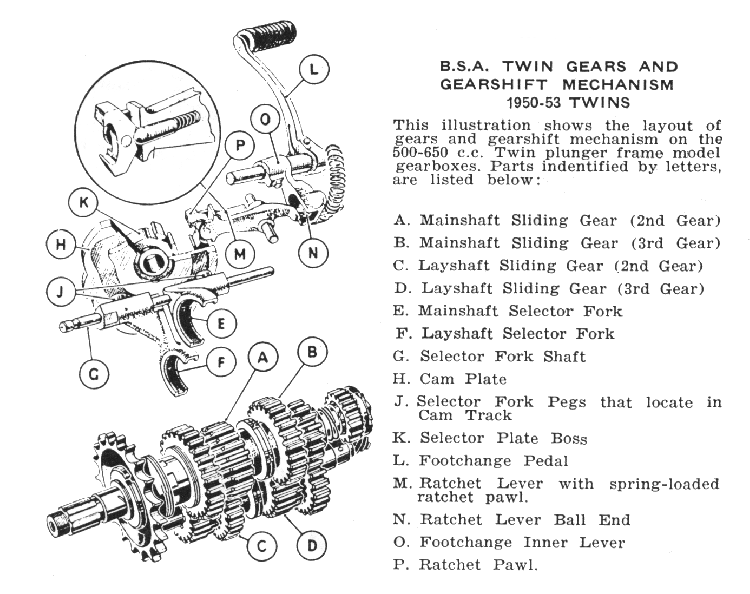 L
O
P
K
H
M
N
J
E
G
F
A
B
C
D
B.S.A. TWIN GEARS AND
GEARSHIFT MECHANISM
1950-53 TWINS
This illustration shows the layout of
gears and gearshift mechanism on the
500-650 c.c. Twin plunger frame model
gearboxes. Parts indentified by letters,
are listed below:
A. Mainshaft Sliding Gear (2nd Gear)
B. Mainshaft Sliding Gear (3rd Gear)
C. Layshaft Sliding Gear (2nd Gear)
D. Layshaft Sliding Gear (3rd Gear)
E. Mainshaft Selector Fork
F. Layshaft Selector Fork
G. Selector Fork Shaft
H. Cam Plate
J. Selector Fork Pegs that locate in
Cam Track
K. Selector Plate Boss
L. Footchange Pedal
M. Ratchet Lever with spring-loaded
ratchet pawl.
N. Ratchet Lever Ball End
O. Footchange Inner Lever
P. Ratchet Pawl.